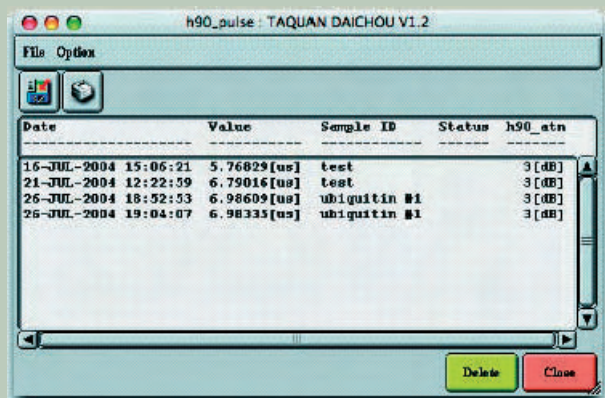 h90_pulse : TAQUAN DAICHOU V1.2
File Option
Date Value Sample ID Status h90_atn
-------------------- ----------- -------------- ------- -------
16-JUL-2004 15:06:21 5.76829[us] test 3[dB]
21-JUL-2004 12:22:59 6.79016[us] test 3[dB]
26-JUL-2004 18:52:53 6.98609[us] ubiquitin #1 3[dB]
26-JUL-2004 19:04:07 6.98335[us] ubiquitin #1 3[dB]
Delete Close